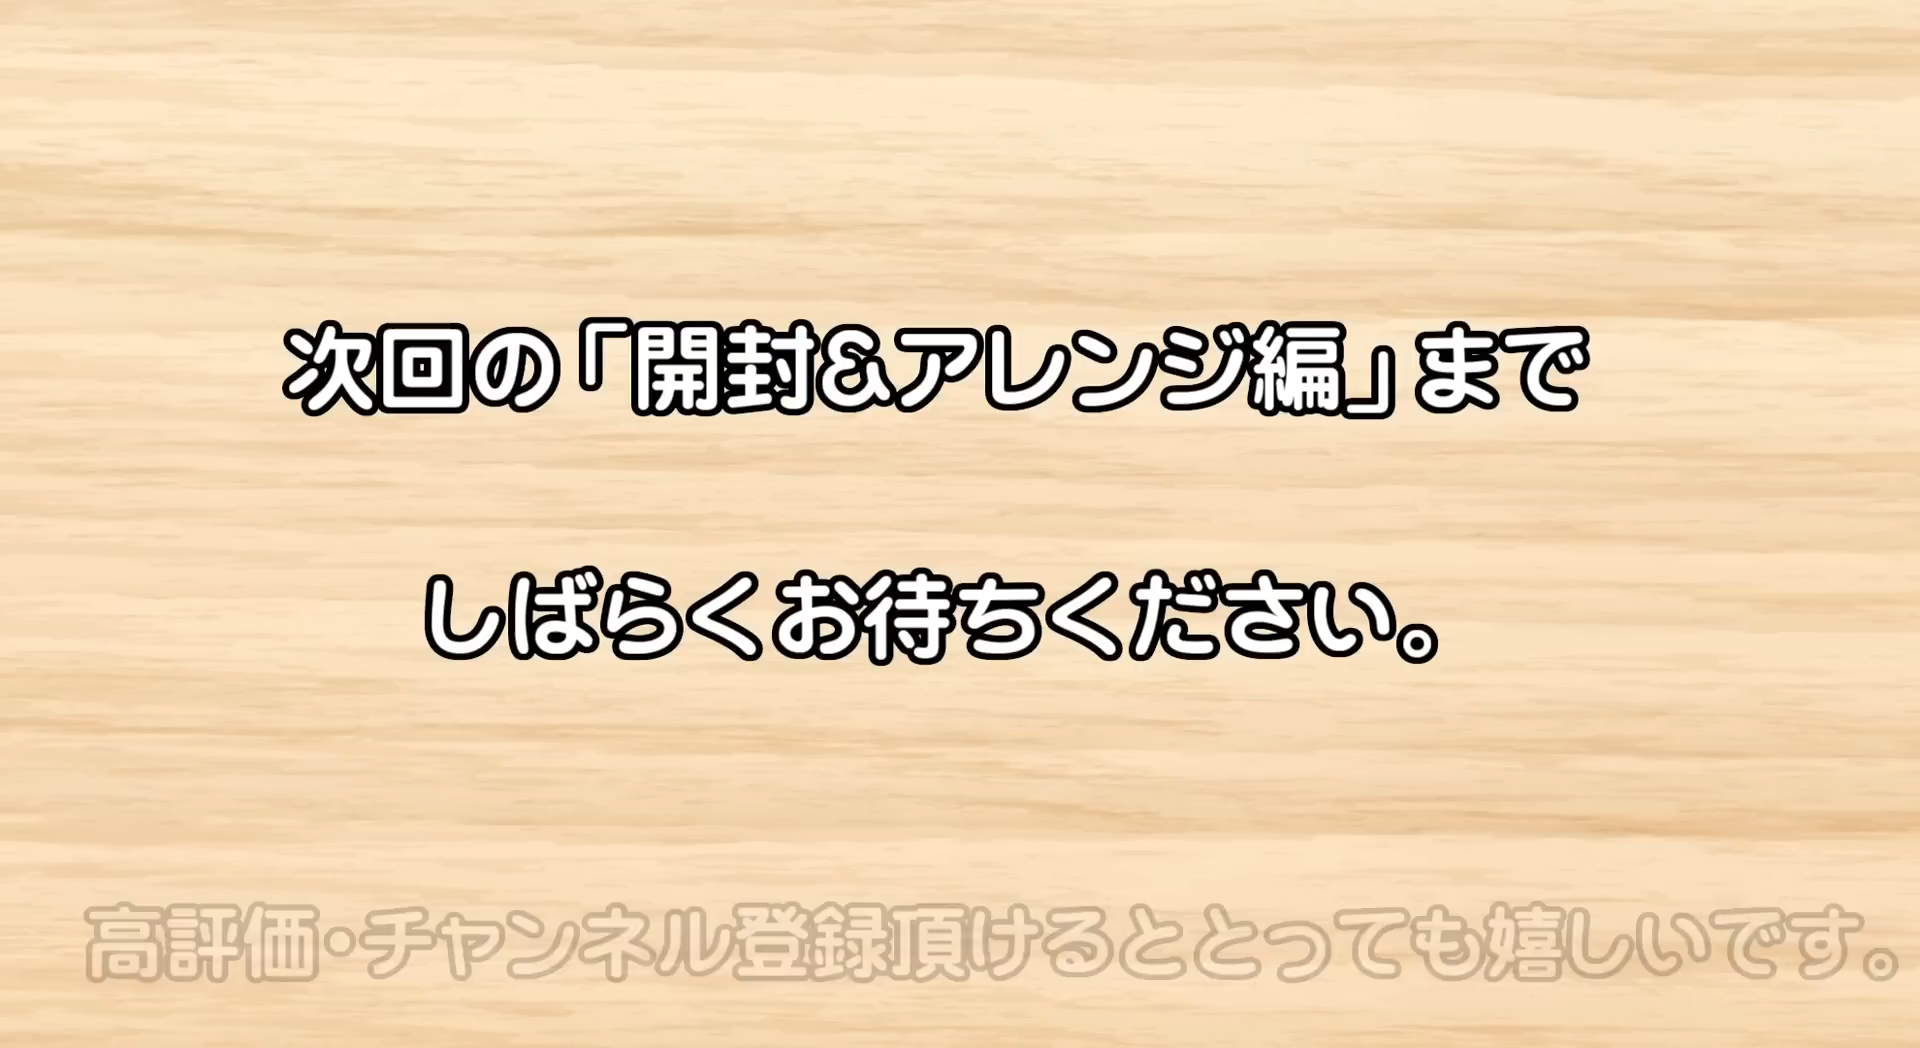 次回の「開封&アレンジ編」まで
しばらくお待ちください。
高評価・チャンネル登録頂けるととっても嬉しいです。